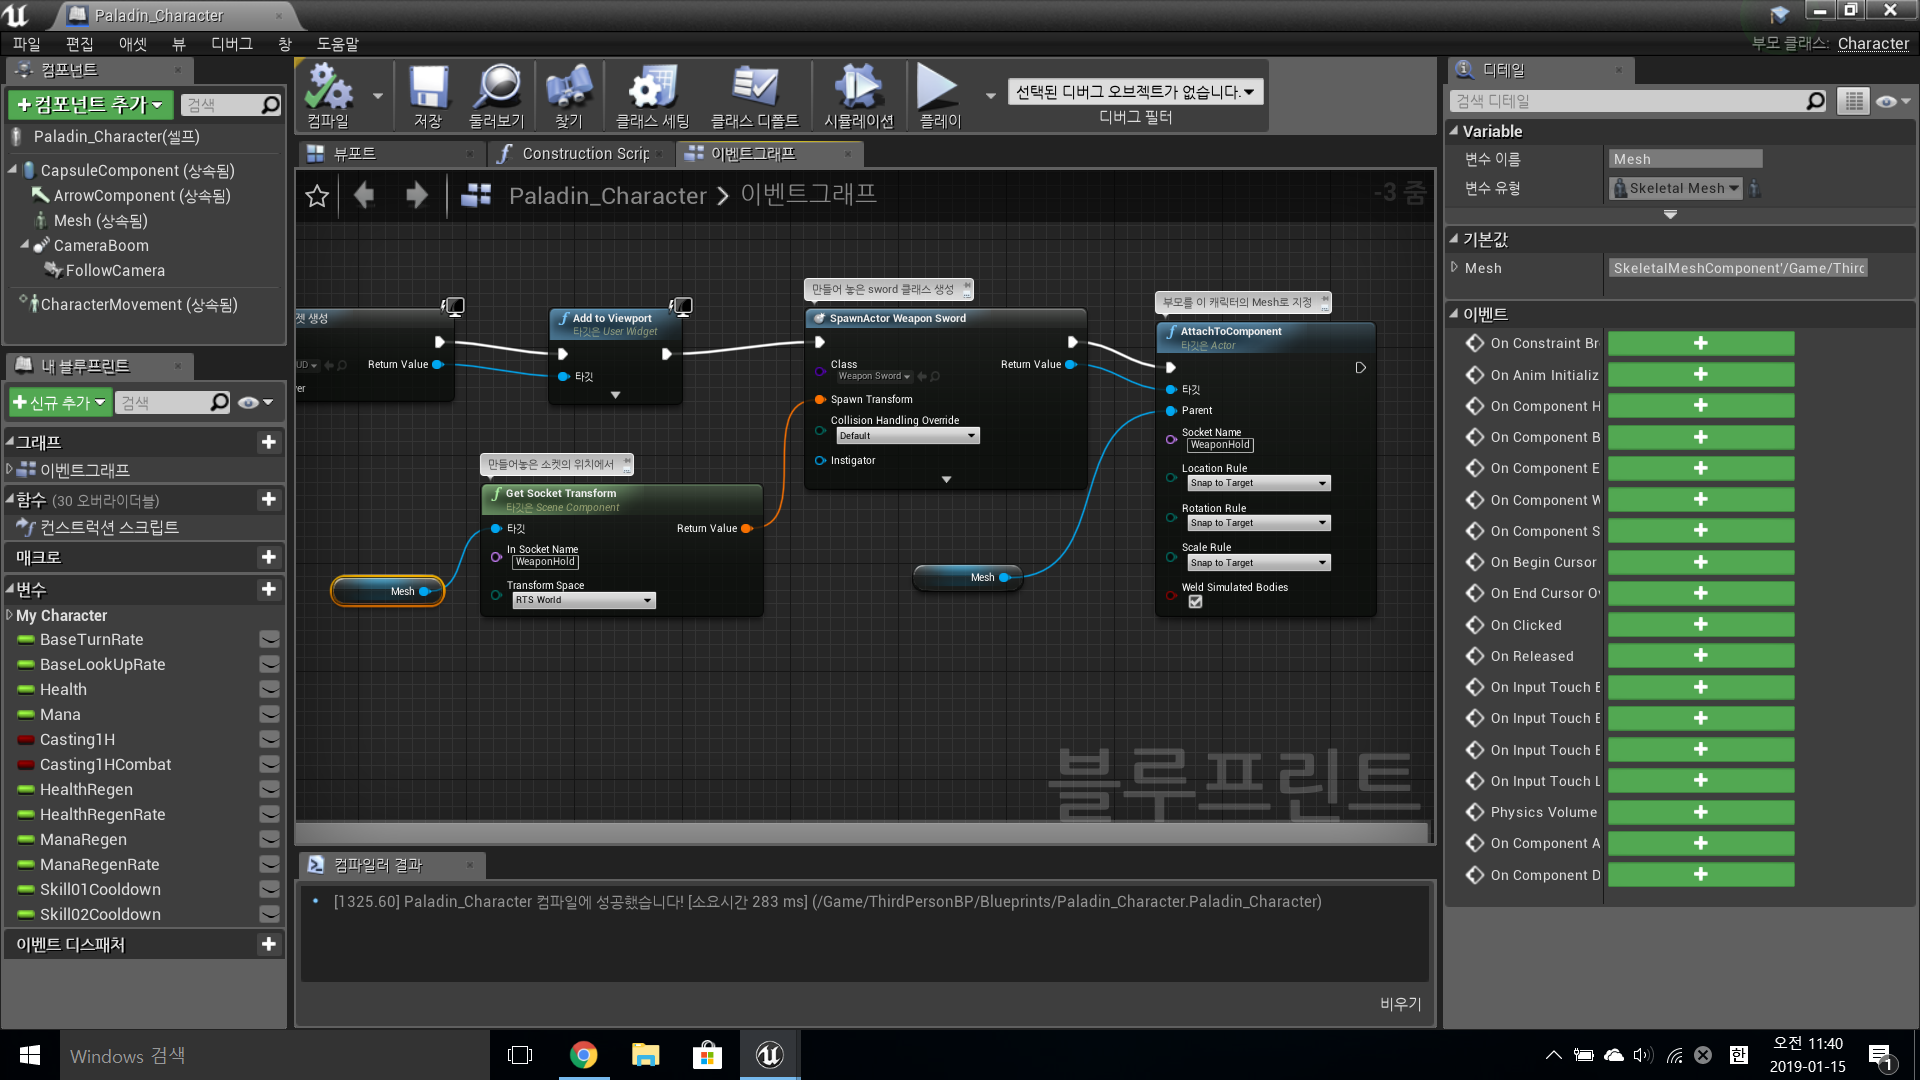 Paladin_Character
파일 편집 애셋 뷰 디버그 창 도움말
부모 클래스: Character
컴포넌트
+컴포넌트 추가
검색
Paladin_Character(셀프)
CapsuleComponent (상속됨)
ArrowComponent (상속됨)
Mesh (상속됨)
CameraBoom
FollowCamera
CharacterMovement (상속됨)
내 블루프린트
+신규 추가
검색
그래프
이벤트그래프
함수 (30 오버라이더블)
컨스트럭션 스크립트
매크로
변수
My Character
BaseTurnRate
BaseLookUpRate
Health
Mana
Casting1H
Casting1HCombat
HealthRegen
HealthRegenRate
ManaRegen
ManaRegenRate
Skill01Cooldown
Skill02Cooldown
이벤트 디스패처
컴파일
저장
둘러보기
찾기
클래스 세팅
클래스 디폴트
시뮬레이션
플레이
선택된 디버그 오브젝트가 없습니다.
디버그 필터
뷰포트
Construction Scrip
이벤트그래프
Paladin_Character > 이벤트그래프
-3 줌
젯 생성
UD
Return Value
er
Add to Viewport
타깃은 User Widget
타깃
만들어 놓은 sword 클래스 생성
SpawnActor Weapon Sword
Class
Weapon Sword
Return Value
Spawn Transform
Collision Handling Override
Default
Instigator
부모를 이 캐릭터의 Mesh로 지정
AttachToComponent
타깃은 Actor
타깃
Parent
Socket Name
WeaponHold
Location Rule
Snap to Target
Rotation Rule
Snap to Target
Scale Rule
Snap to Target
Weld Simulated Bodies
만들어놓은 소켓의 위치에서
Get Socket Transform
타깃은 Scene Component
타깃
Return Value
In Socket Name
WeaponHold
Transform Space
RTS World
Mesh
Mesh
블루프린트
컴파일러 결과
[1325.60] Paladin_Character 컴파일에 성공했습니다! [소요시간 283 ms] (/Game/ThirdPersonBP/Blueprints/Paladin_Character.Paladin_Character)
비우기
디테일
검색 디테일
Variable
변수 이름
Mesh
변수 유형
Skeletal Mesh
기본값
Mesh
SkeletalMeshComponent'/Game/Thirc
이벤트
On Constraint Br
On Anim Initializ
On Component H
On Component B
On Component E
On Component W
On Component S
On Begin Cursor
On End Cursor Ov
On Clicked
On Released
On Input Touch B
On Input Touch E
On Input Touch E
On Input Touch L
Physics Volume
On Component A
On Component D
Windows 검색
한
오전 11:40
2019-01-15
1